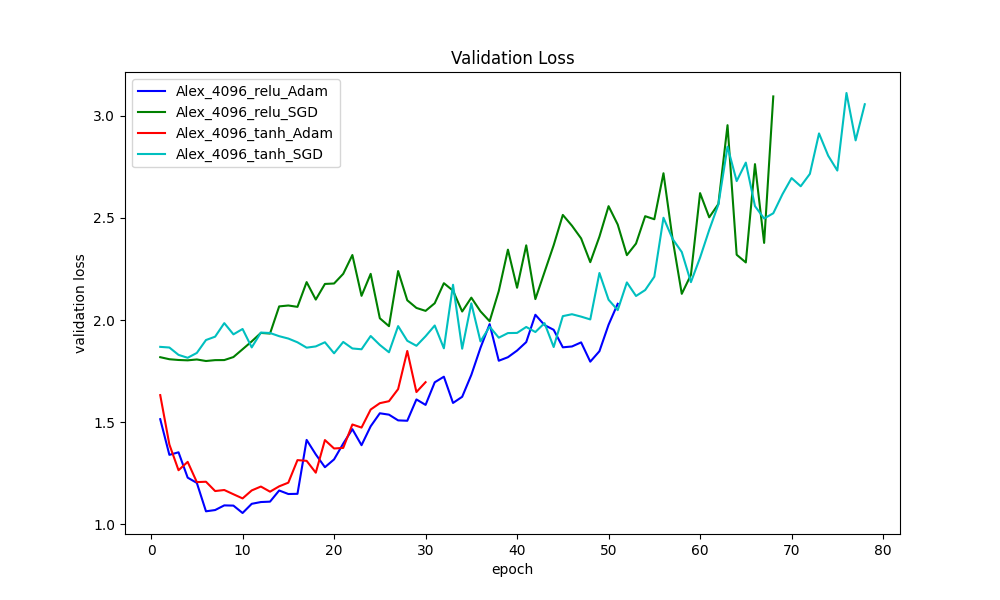 Validation Loss
Alex_4096_relu_Adam
Alex_4096_relu_SGD
Alex_4096_tanh_Adam
Alex_4096_tanh_SGD
validation loss
3.0
2.5
2.0
1.5
1.0
0 10 20 30 40 50 60 70 80
epoch